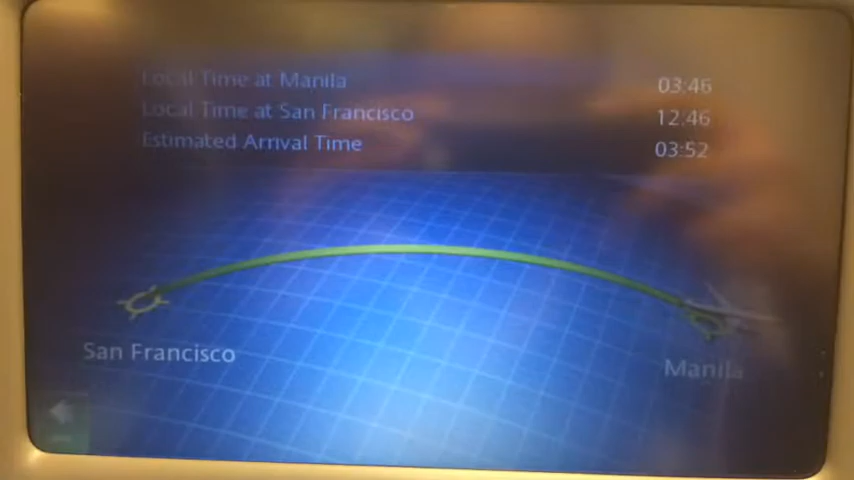 Local Time at Manila 03:46
Local Time at San Francisco 12:46
Estimated Arrival Time 03:52
San Francisco
Manila